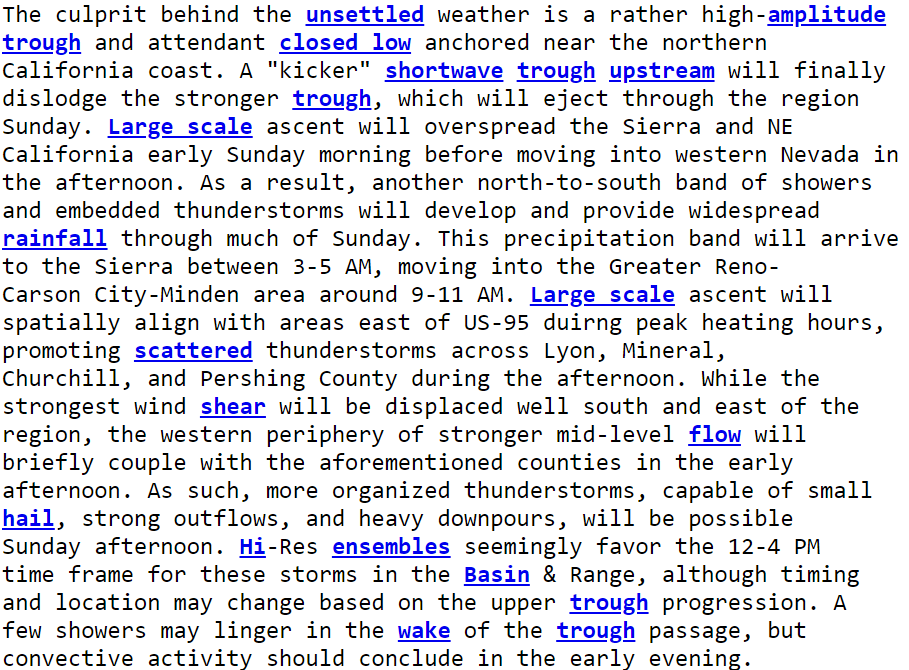 The culprit behind the unsettled weather is a rather high-amplitude
trough and attendant closed low anchored near the northern
California coast. A "kicker" shortwave trough upstream will finally
dislodge the stronger trough, which will eject through the region
Sunday. Large scale ascent will overspread the Sierra and NE
California early Sunday morning before moving into western Nevada in
the afternoon. As a result, another north-to-south band of showers
and embedded thunderstorms will develop and provide widespread
rainfall through much of Sunday. This precipitation band will arrive
to the Sierra between 3-5 AM, moving into the Greater Reno-
Carson City-Minden area around 9-11 AM. Large scale ascent will
spatially align with areas east of US-95 duirng peak heating hours,
promoting scattered thunderstorms across Lyon, Mineral,
Churchill, and Pershing County during the afternoon. While the
strongest wind shear will be displaced well south and east of the
region, the western periphery of stronger mid-level flow will
briefly couple with the aforementioned counties in the early
afternoon. As such, more organized thunderstorms, capable of small
hail, strong outflows, and heavy downpours, will be possible
Sunday afternoon. Hi-Res ensembles seemingly favor the 12-4 PM
time frame for these storms in the Basin & Range, although timing
and location may change based on the upper trough progression. A
few showers may linger in the wake of the trough passage, but
convective activity should conclude in the early evening.